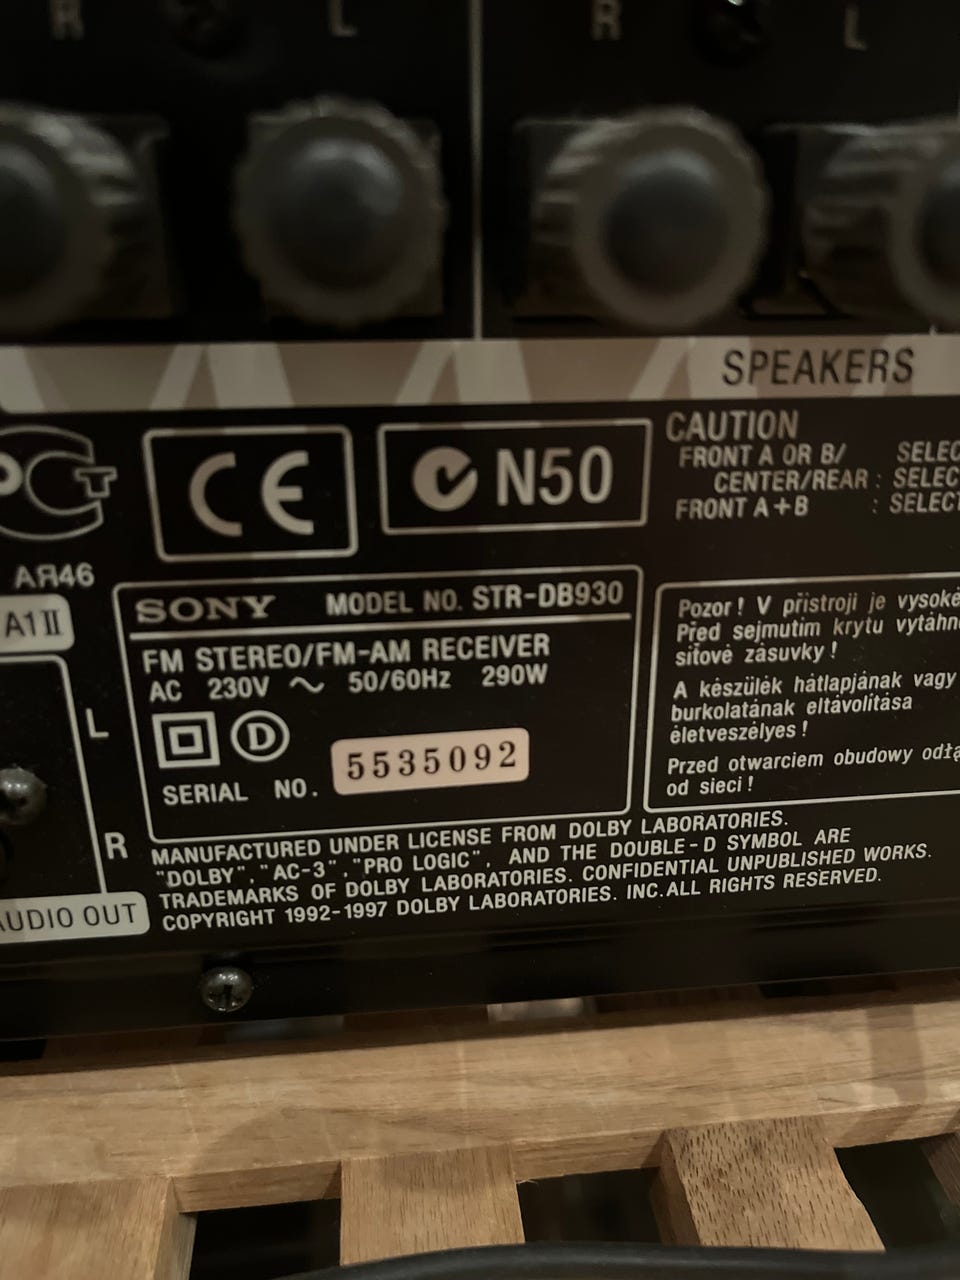 R L R L
SPEAKERS
CE
N50
CAUTION
FRONT A OR B/
CENTER/REAR :
FRONT A+B :
АЯ46
A1 II
SONY MODEL NO. STR-DB930
FM STEREO/FM-AM RECEIVER
AC 230V ~ 50/60Hz 290W
D
SERIAL NO. 5535092
Pozor! V přístroji je
Před sejmutím krytu
síťové zásuvky!
A készülék hátlapjának vagy
burkolatának eltávolítása
életveszélyes!
Przed otwarciem obudowy
od sieci!
L
R
AUDIO OUT
MANUFACTURED UNDER LICENSE FROM DOLBY LABORATORIES.
"DOLBY", "AC-3", "PRO LOGIC", AND THE DOUBLE-D SYMBOL ARE
TRADEMARKS OF DOLBY LABORATORIES. CONFIDENTIAL UNPUBLISHED WORKS.
COPYRIGHT 1992-1997 DOLBY LABORATORIES. INC. ALL RIGHTS RESERVED.